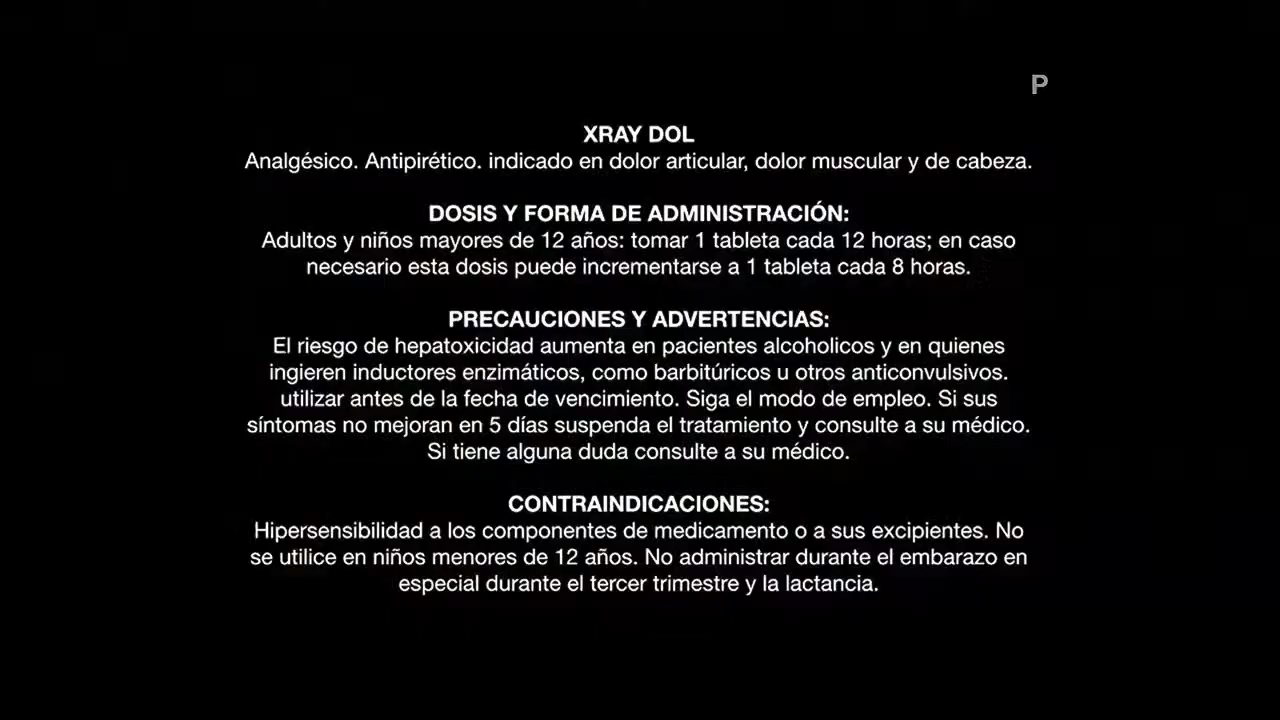 P
XRAY DOL
Analgésico. Antipirético. indicado en dolor articular, dolor muscular y de cabeza.
DOSIS Y FORMA DE ADMINISTRACIÓN:
Adultos y niños mayores de 12 años: tomar 1 tableta cada 12 horas; en caso
necesario esta dosis puede incrementarse a 1 tableta cada 8 horas.
PRECAUCIONES Y ADVERTENCIAS:
El riesgo de hepatoxicidad aumenta en pacientes alcoholicos y en quienes
ingieren inductores enzimáticos, como barbitúricos u otros anticonvulsivos.
utilizar antes de la fecha de vencimiento. Siga el modo de empleo. Si sus
síntomas no mejoran en 5 días suspenda el tratamiento y consulte a su médico.
Si tiene alguna duda consulte a su médico.
CONTRAINDICACIONES:
Hipersensibilidad a los componentes de medicamento o a sus excipientes. No
se utilice en niños menores de 12 años. No administrar durante el embarazo en
especial durante el tercer trimestre y la lactancia.